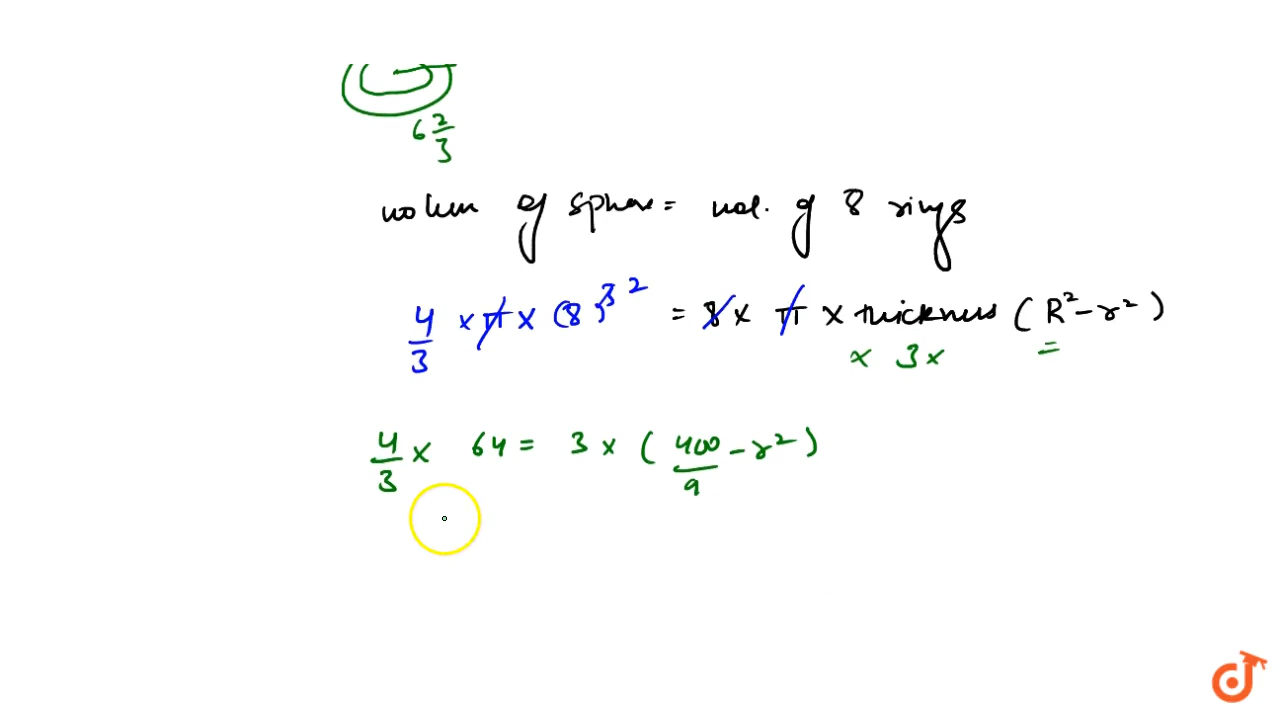 6 2/3
volum of sphere = vol. of 8 rings
4/3 × π × (8)^3 2 = 8 × π × thickness (R² - r²)
× 3 × =
4/3 × 64 = 3 × (400/9 - r²)